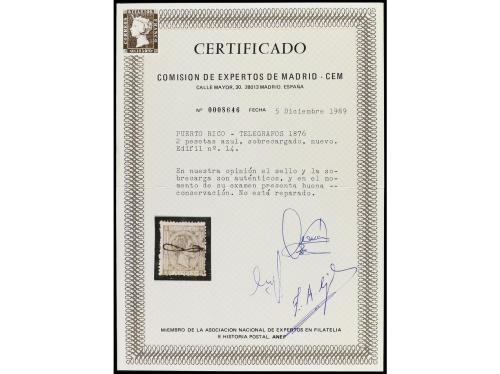 CERTIFICADO
COMISION DE EXPERTOS DE MADRID - CEM
CALLE MAYOR, 30. 28013 MADRID. ESPAÑA
Nº 0008646 FECHA 5 Diciembre 1989
PUERTO RICO - TELEGRAFOS 1876
2 pesetas azul, sobrecargado, nuevo.
Edifil nº. 14.
En nuestra opinión el sello y la so-
brecarga son auténticos, y en el mo-
mento de su examen presenta buena --
conservación. No está reparado.
MIEMBRO DE LA ASOCIACION NACIONAL DE EXPERTOS EN FILATELIA
E HISTORIA POSTAL. ANEF